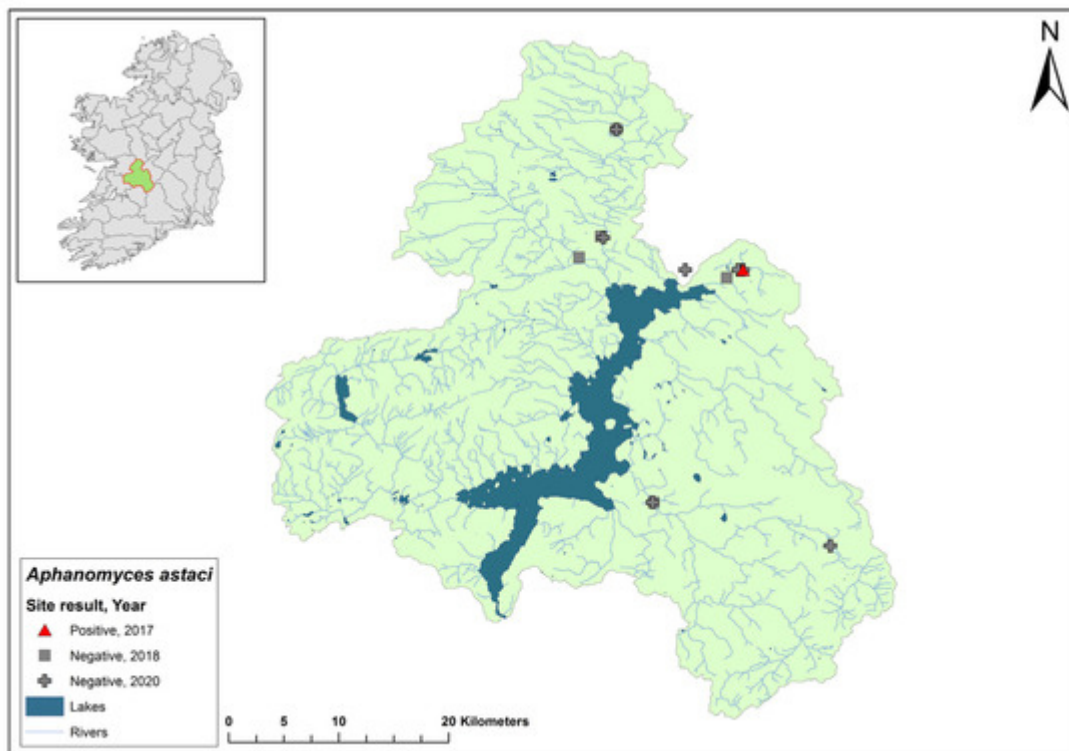 N
Aphanomyces astaci
Site result, Year
Positive, 2017
Negative, 2018
Negative, 2020
Lakes
Rivers
0 5 10 20 Kilometers